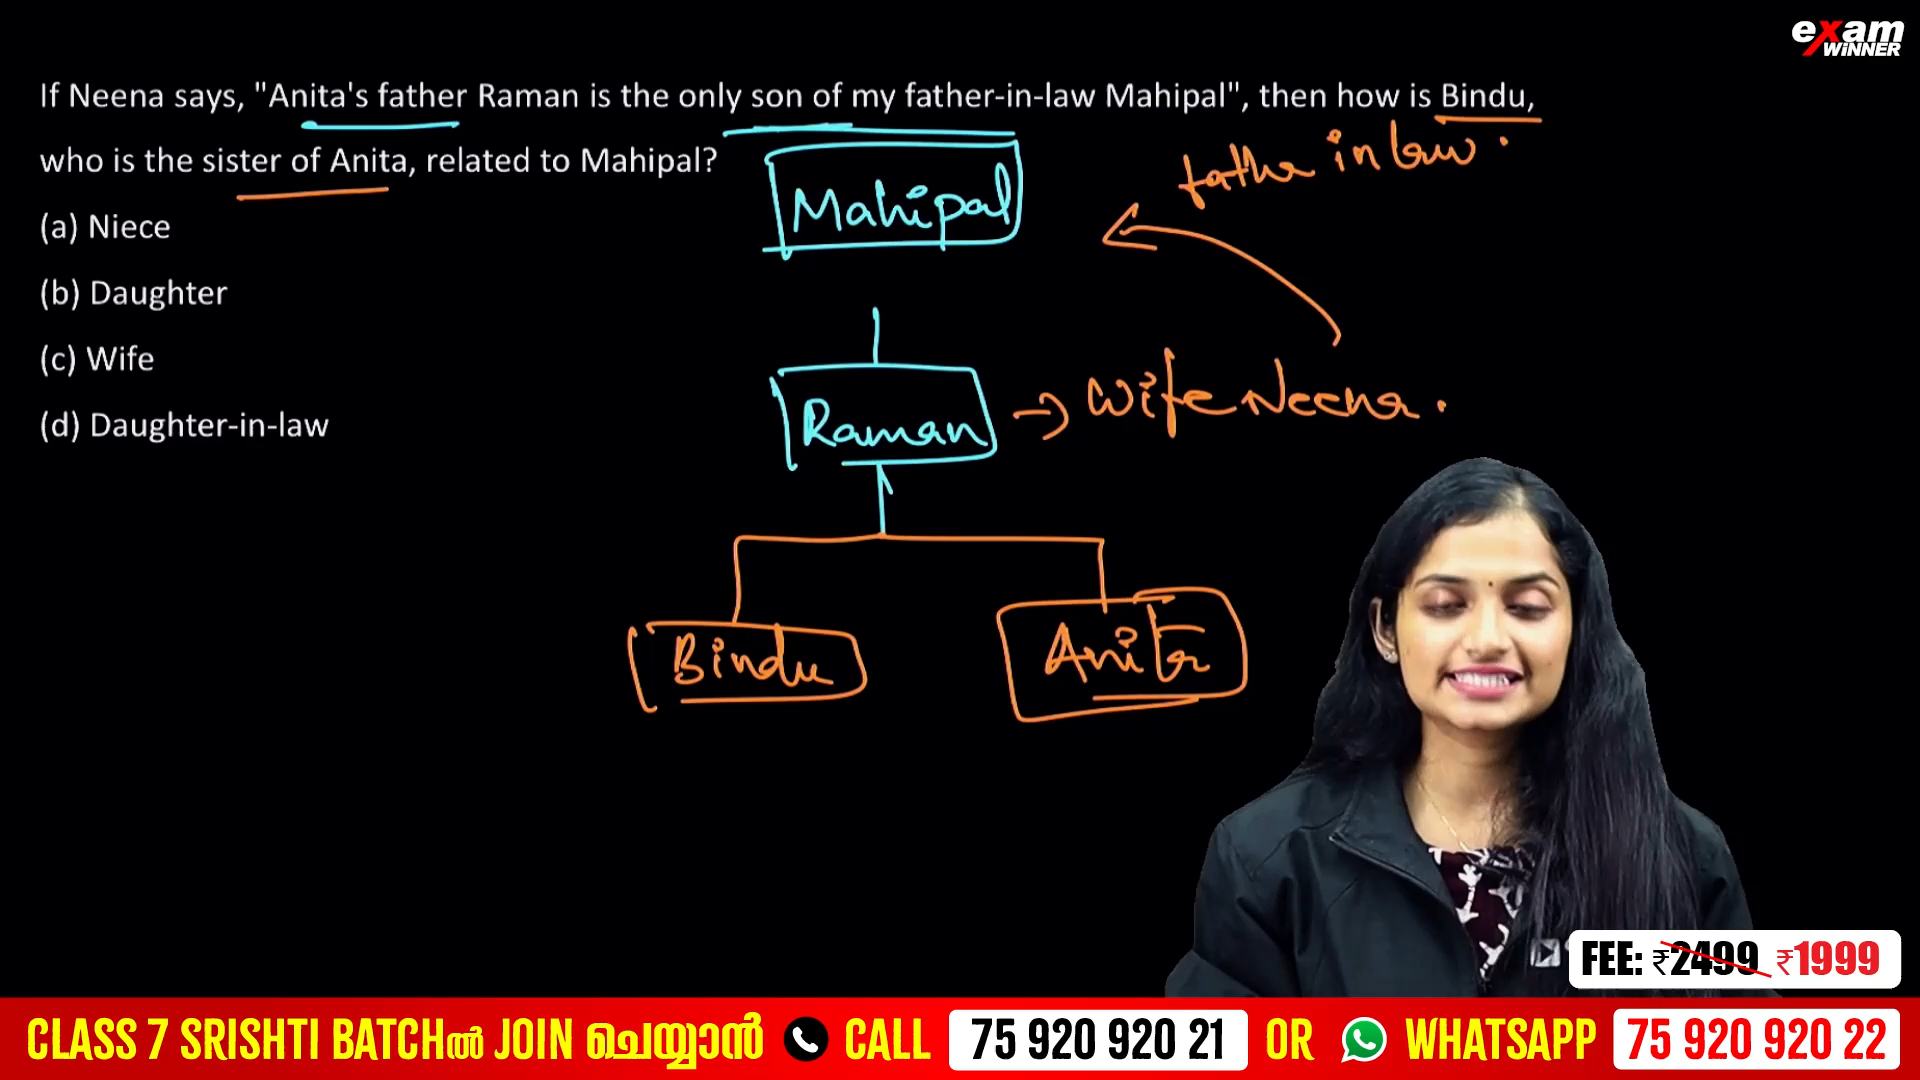 exam
WINNER
If Neena says, "Anita's father Raman is the only son of my father-in-law Mahipal", then how is Bindu,
who is the sister of Anita, related to Mahipal?
father in law.
Mahipal
(a) Niece
(b) Daughter
(c) Wife
(d) Daughter-in-law
Raman → wife Neena.
Bindu
Anita
FEE: ₹2499 ₹1999
CLASS 7 SRISHTI BATCHൽ JOIN ചെയ്യാൻ CALL 75 920 920 21 OR WHATSAPP 75 920 920 22